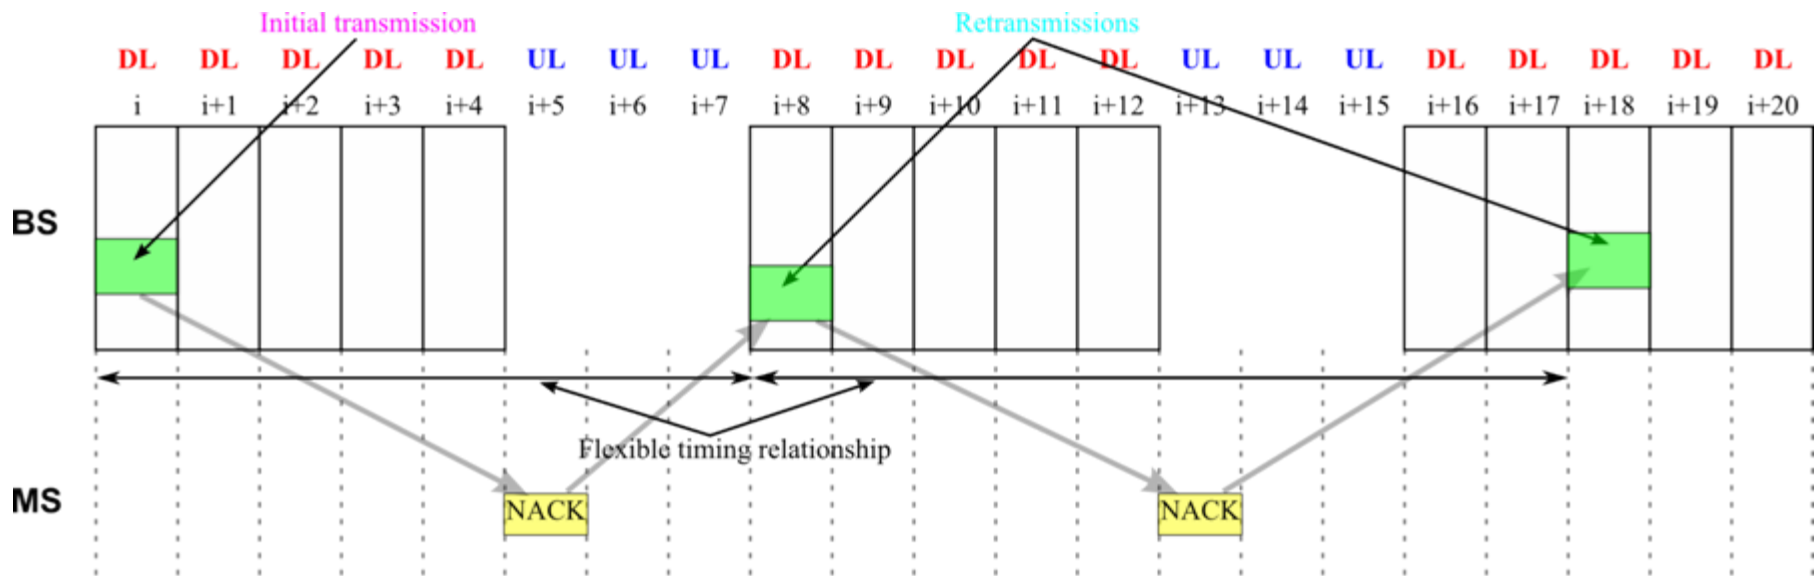 Initial transmission Retransmissions
DL DL DL DL DL UL UL UL DL DL DL DL DL UL UL UL DL DL DL DL DL
i i+1 i+2 i+3 i+4 i+5 i+6 i+7 i+8 i+9 i+10 i+11 i+12 i+13 i+14 i+15 i+16 i+17 i+18 i+19 i+20
BS
Flexible timing relationship
MS NACK NACK